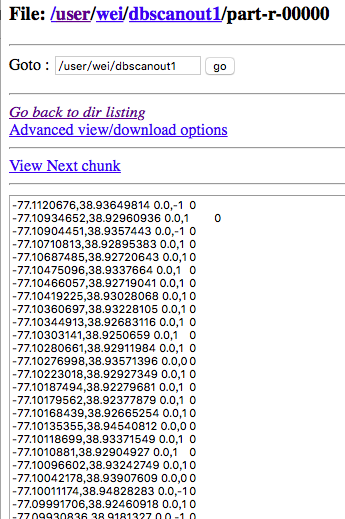 File: /user/wei/dbscanout1/part-r-00000
Goto : /user/wei/dbscanout1 go
Go back to dir listing
Advanced view/download options
View Next chunk
-77.1120676,38.93649814 0.0,-1 0
-77.10934652,38.92960936 0.0,1 0
-77.10904451,38.9357443 0.0,-1 0
-77.10710813,38.92895383 0.0,1 0
-77.10687485,38.92720643 0.0,1 0
-77.10475096,38.9337664 0.0,1 0
-77.10466057,38.92719041 0.0,1 0
-77.10419225,38.93028068 0.0,1 0
-77.10360697,38.93228105 0.0,1 0
-77.10344913,38.92683116 0.0,1 0
-77.10303141,38.9250659 0.0,1 0
-77.10280661,38.92911984 0.0,1 0
-77.10276998,38.93571396 0.0,0 0
-77.10223018,38.92927349 0.0,1 0
-77.10187494,38.92279681 0.0,1 0
-77.10179562,38.92377879 0.0,1 0
-77.10168439,38.92665254 0.0,1 0
-77.10135355,38.94540812 0.0,0 0
-77.10118699,38.93371549 0.0,1 0
-77.1010881,38.92904927 0.0,1 0
-77.10096602,38.93242749 0.0,1 0
-77.10042178,38.93907609 0.0,0 0
-77.10011174,38.94828283 0.0,-1 0
-77.09991706,38.92460918 0.0,1 0
-77.09930836,38.9181327 0.0,-1 0